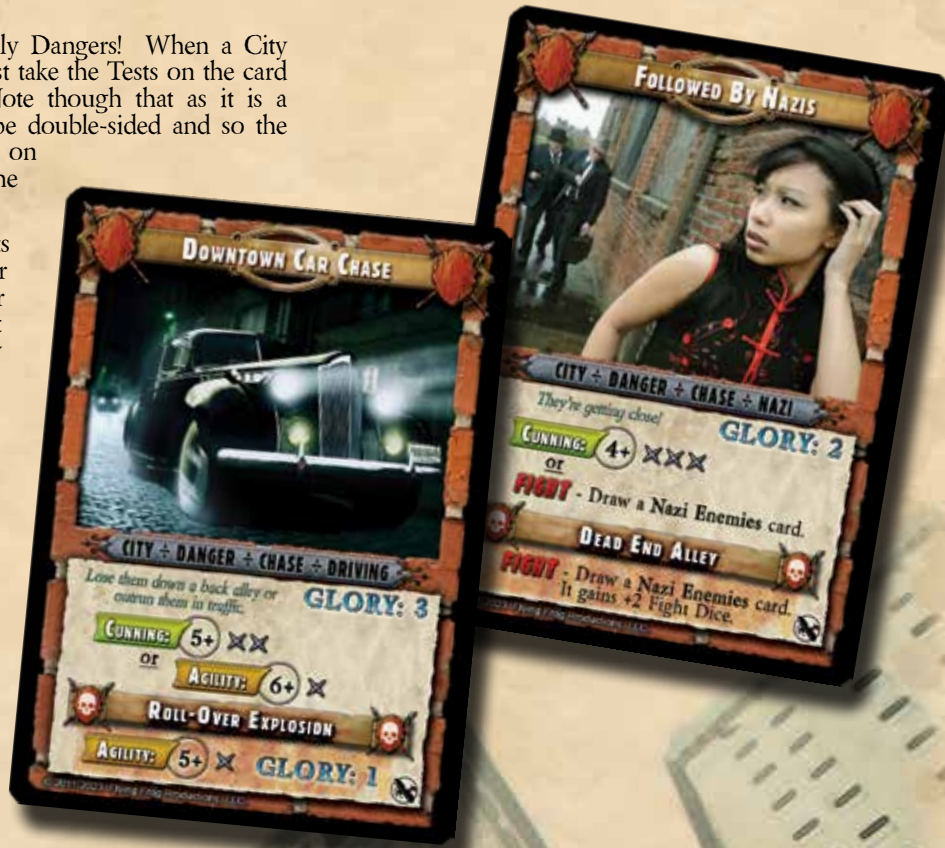 ly Dangers! When a City
st take the Tests on the card
Note though that as it is a
be double-sided and so the
on
ne
ts
r
r
t
FOLLOWED BY NAZIS
CITY ÷ DANGER ÷ CHASE ÷ NAZI
They're getting close!
GLORY: 2
CUNNING: 4+
or
FIGHT - Draw a Nazi Enemies card.
DEAD END ALLEY
FIGHT - Draw a Nazi Enemies card.
It gains +2 Fight Dice.
DOWNTOWN CAR CHASE
CITY ÷ DANGER ÷ CHASE ÷ DRIVING
Lose them down a back alley or
outrun them in traffic.
GLORY: 3
CUNNING: 5+
or
AGILITY: 6+
ROLL-OVER EXPLOSION
AGILITY: 5+
GLORY: 1